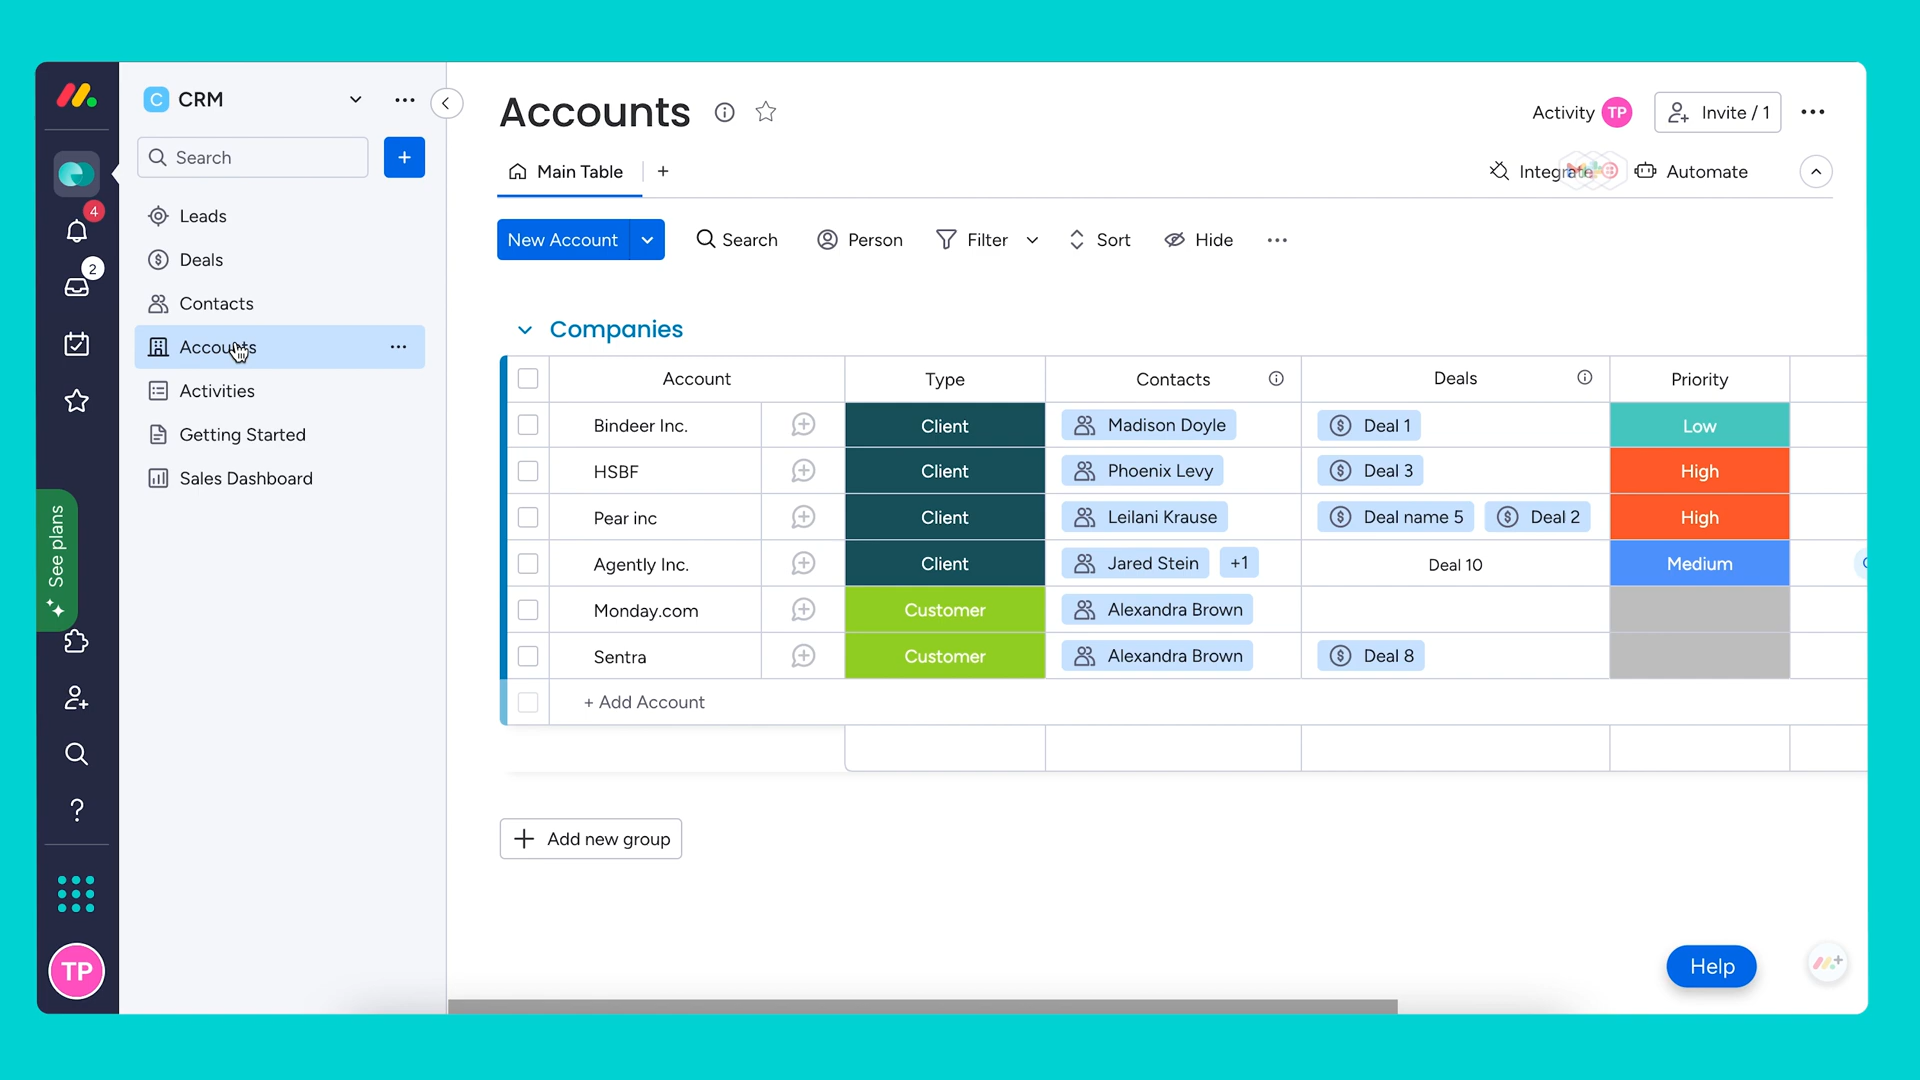 C CRM
Search
+
Leads
Deals
Contacts
Accounts
Activities
Getting Started
Sales Dashboard
4
2
See plans
?
TP
Accounts
Activity TP
Invite / 1
Main Table
+
Integrate
Automate
New Account
Search
Person
Filter
Sort
Hide
Companies
Account Type Contacts Deals Priority
Bindeer Inc. Client Madison Doyle Deal 1 Low
HSBF Client Phoenix Levy Deal 3 High
Pear inc Client Leilani Krause Deal name 5 Deal 2 High
Agently Inc. Client Jared Stein +1 Deal 10 Medium
Monday.com Customer Alexandra Brown
Sentra Customer Alexandra Brown Deal 8
+ Add Account
+ Add new group
Help